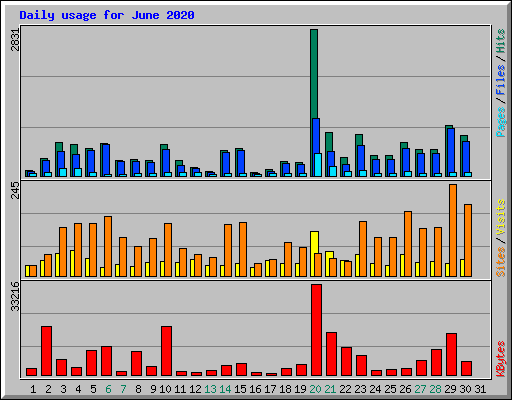 Daily usage for June 2020
2831
Pages / Files / Hits
245
Sites / Visits
33216
KBytes
1 2 3 4 5 6 7 8 9 10 11 12 13 14 15 16 17 18 19 20 21 22 23 24 25 26 27 28 29 30 31